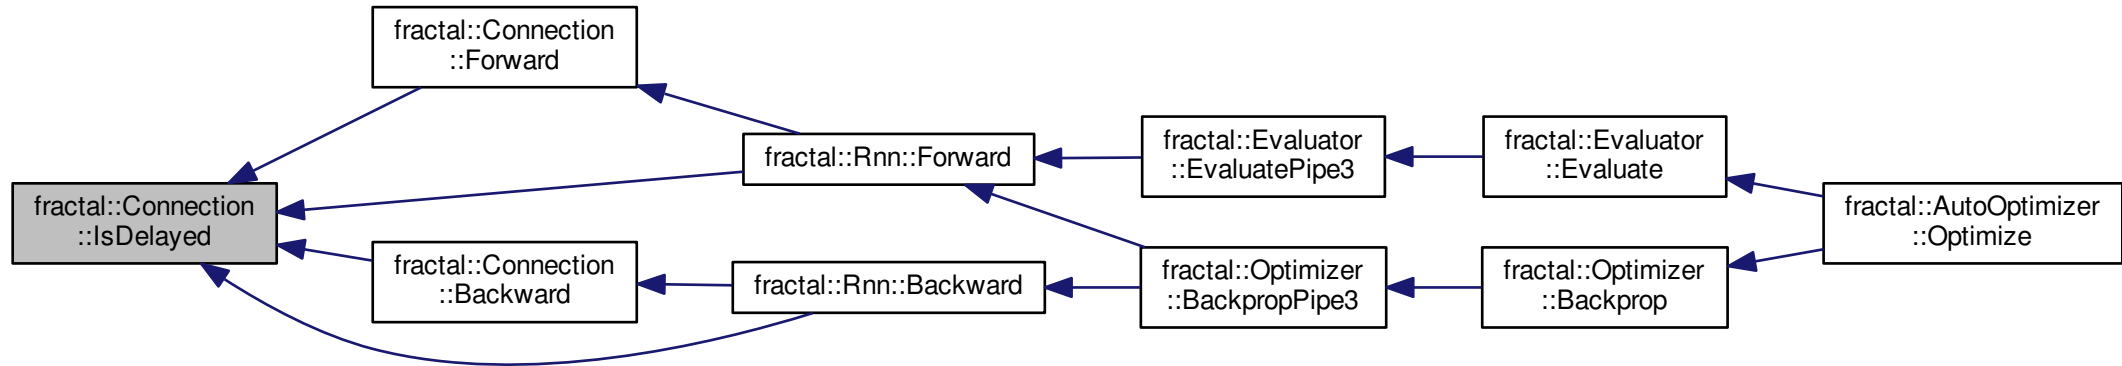 fractal::Connection
::IsDelayed
fractal::Connection
::Forward
fractal::Rnn::Forward
fractal::Connection
::Backward
fractal::Rnn::Backward
fractal::Evaluator
::EvaluatePipe3
fractal::Optimizer
::BackpropPipe3
fractal::Evaluator
::Evaluate
fractal::Optimizer
::Backprop
fractal::AutoOptimizer
::Optimize